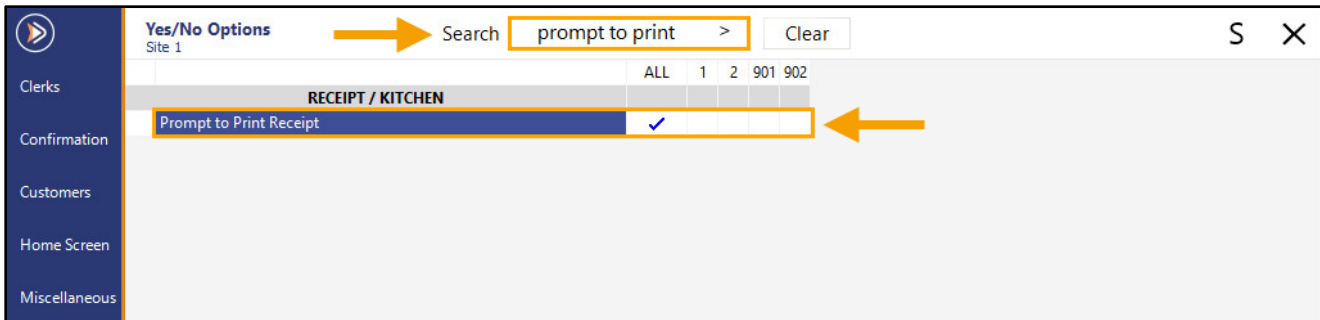 Yes/No Options
Site 1
Search prompt to print > Clear S X
Clerks
Confirmation
Customers
Home Screen
Miscellaneous
ALL 1 2 901 902
RECEIPT / KITCHEN
Prompt to Print Receipt ✓